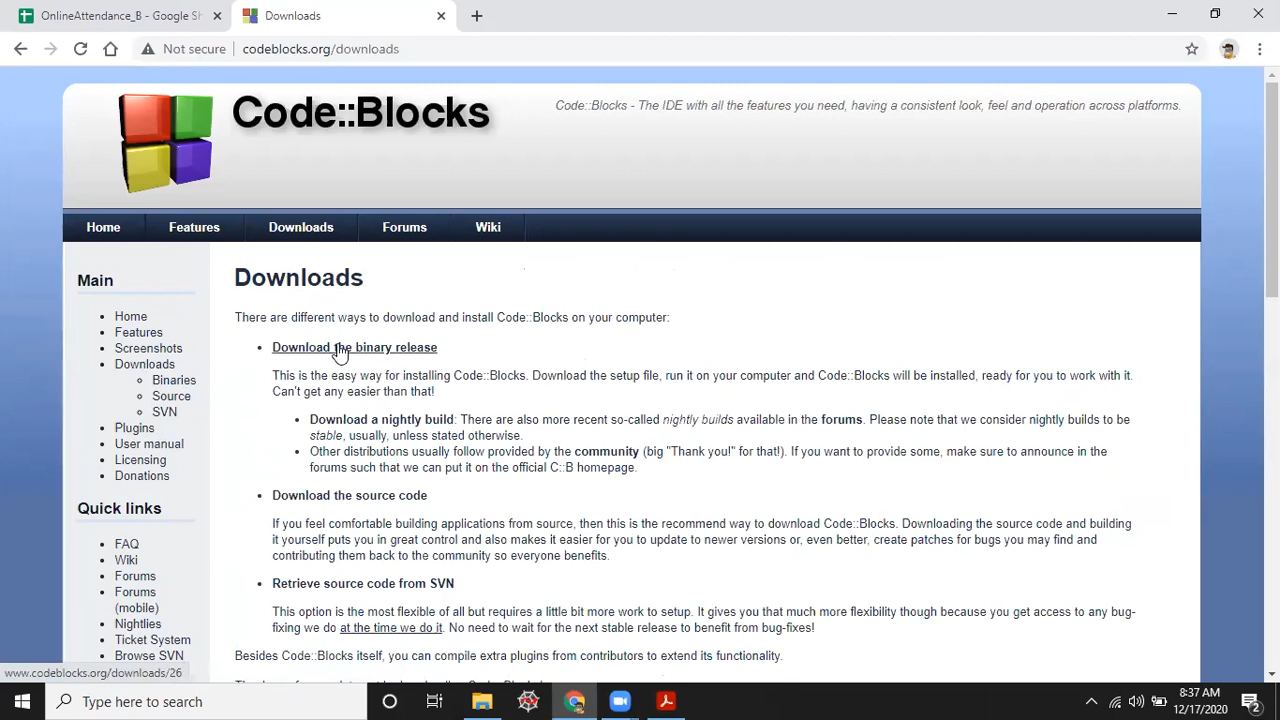 OnlineAttendance_B - Google Sh
Downloads
Not secure
codeblocks.org/downloads
Code::Blocks
Code::Blocks - The IDE with all the features you need, having a consistent look, feel and operation across platforms.
Home
Features
Downloads
Forums
Wiki
Main
Home
Features
Screenshots
Downloads
Binaries
Source
SVN
Plugins
User manual
Licensing
Donations
Quick links
FAQ
Wiki
Forums
Forums
(mobile)
Nightlies
Ticket System
Browse SVN
Downloads
There are different ways to download and install Code::Blocks on your computer:
Download the binary release
This is the easy way for installing Code::Blocks. Download the setup file, run it on your computer and Code::Blocks will be installed, ready for you to work with it.
Can't get any easier than that!
Download a nightly build: There are also more recent so-called nightly builds available in the forums. Please note that we consider nightly builds to be
stable, usually, unless stated otherwise.
Other distributions usually follow provided by the community (big "Thank you!" for that!). If you want to provide some, make sure to announce in the
forums such that we can put it on the official C::B homepage.
Download the source code
If you feel comfortable building applications from source, then this is the recommend way to download Code::Blocks. Downloading the source code and building
it yourself puts you in great control and also makes it easier for you to update to newer versions or, even better, create patches for bugs you may find and
contributing them back to the community so everyone benefits.
Retrieve source code from SVN
This option is the most flexible of all but requires a little bit more work to setup. It gives you that much more flexibility though because you get access to any bug-
fixing we do at the time we do it. No need to wait for the next stable release to benefit from bug-fixes!
Besides Code::Blocks itself, you can compile extra plugins from contributors to extend its functionality.
www.codeblocks.org/downloads/26
Type here to search
8:37 AM
12/17/2020
2